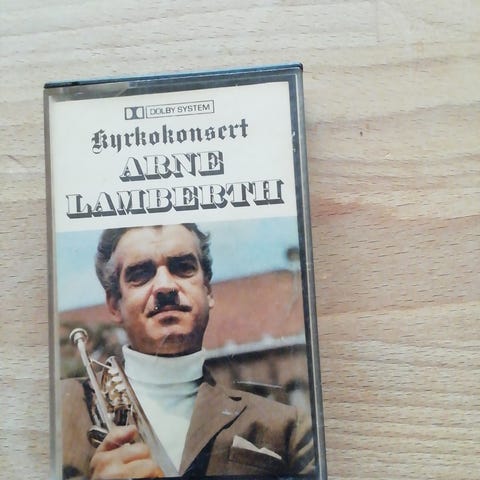 DOLBY SYSTEM
Kyrkokonsert
ARNE
LAMBERTH